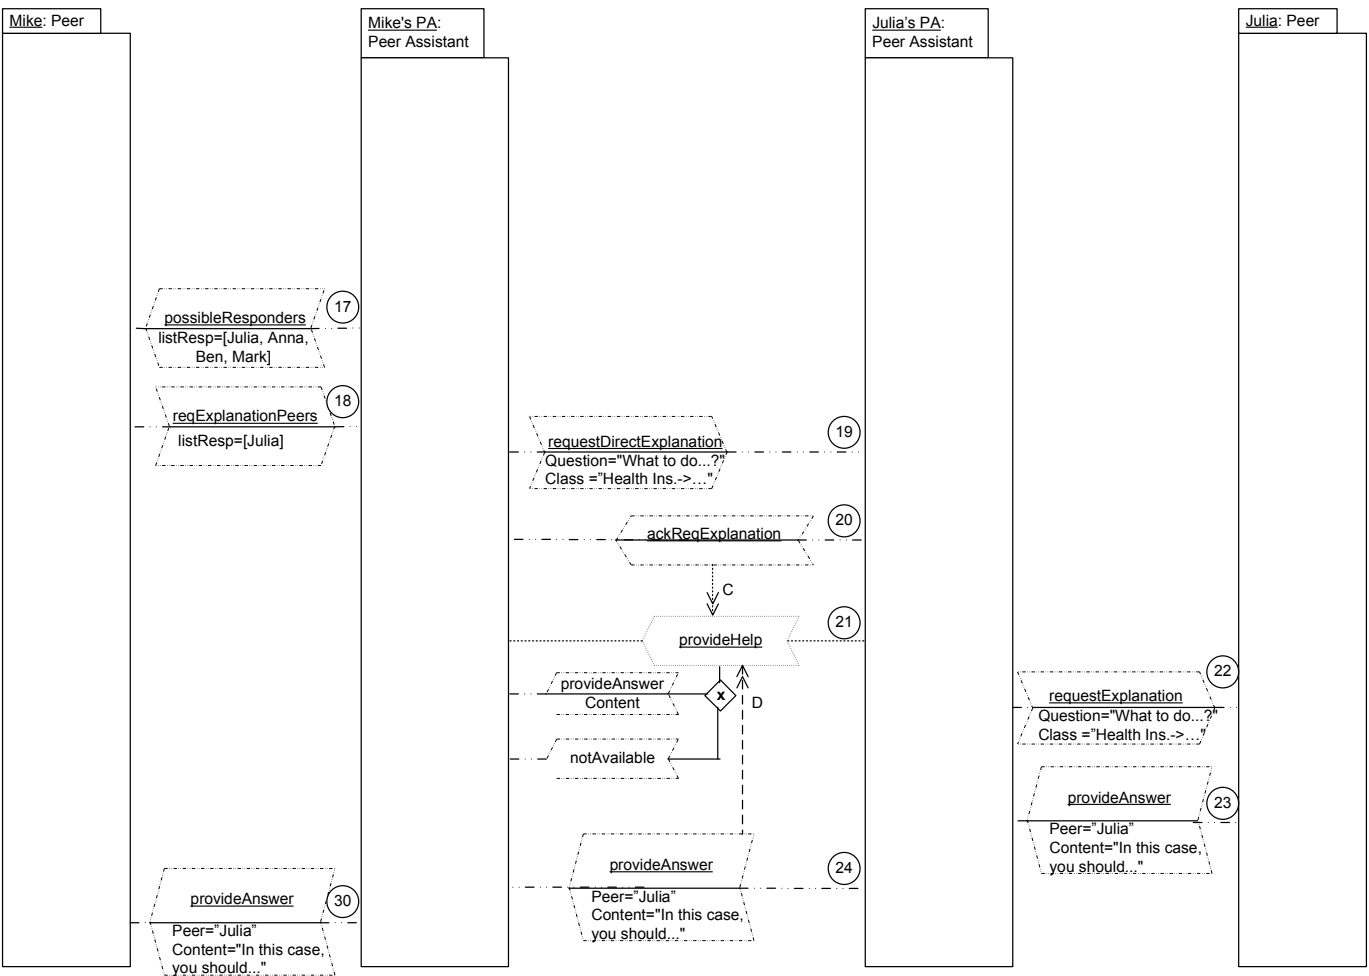 Mike: Peer
Mike's PA:
Peer Assistant
Julia's PA:
Peer Assistant
Julia: Peer
17
possibleResponders
listResp=[Julia, Anna,
Ben, Mark]
18
reqExplanationPeers
listResp=[Julia]
19
requestDirectExplanation
Question="What to do...?"
Class ="Health Ins.->..."
20
ackReqExplanation
C
21
provideHelp
provideAnswer
Content
x
D
notAvailable
22
requestExplanation
Question="What to do...?"
Class ="Health Ins.->..."
23
provideAnswer
Peer="Julia"
Content="In this case,
you should..."
24
provideAnswer
Peer="Julia"
Content="In this case,
you should..."
30
provideAnswer
Peer="Julia"
Content="In this case,
you should..."